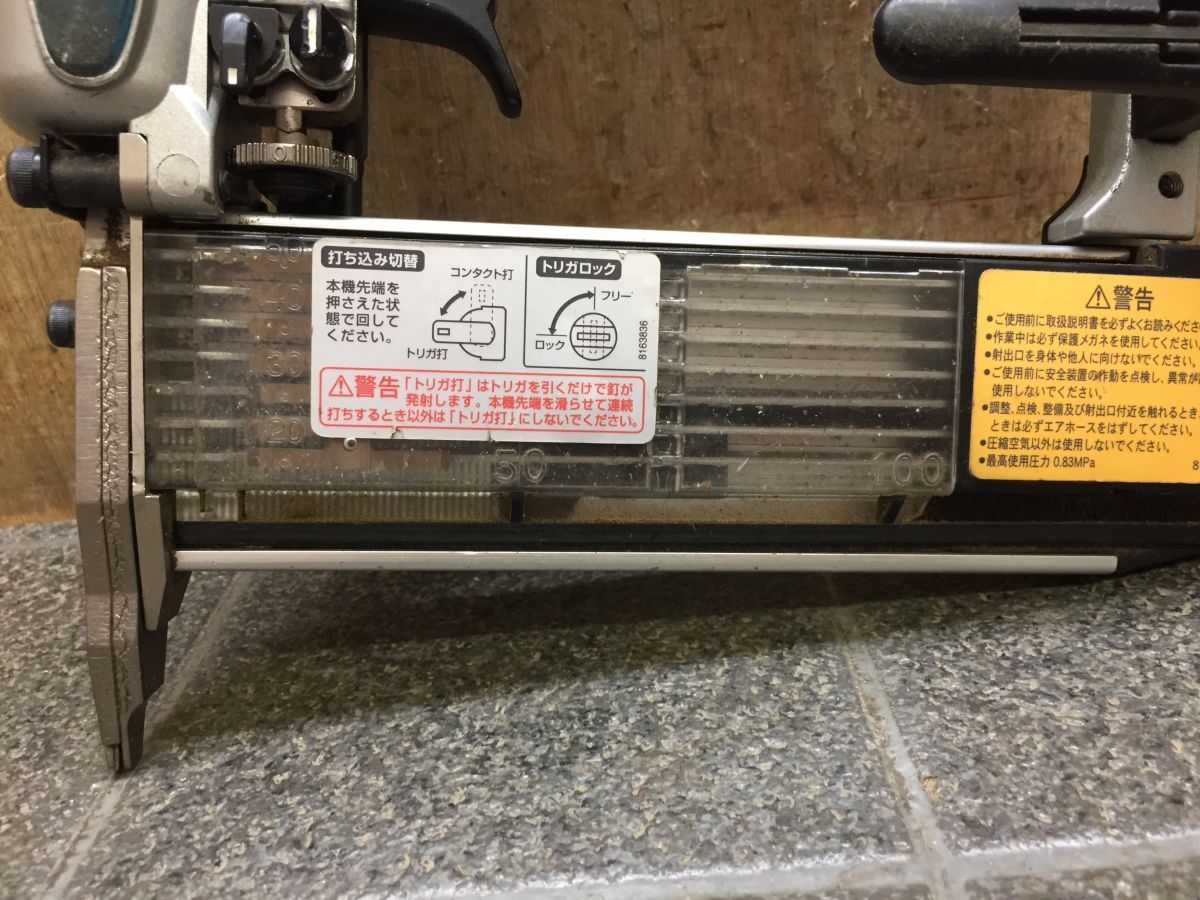 打ち込み切替
本機先端を
押さえた状
態で回して
ください。
コンタクト打
トリガ打
トリガロック
フリー
ロック
8163836
警告「トリガ打」はトリガを引くだけで釘が
発射します。本機先端を滑らせて連続
打ちするとき以外は「トリガ打」にしないでください。
50
40
30
20
50
100
警告
●ご使用前に取扱説明書を必ずよくお読みくださ
●作業中は必ず保護メガネを使用してください。
●射出口を身体や他人に向けないでください。
●ご使用前に安全装置の作動を点検し、異常が
使用しないでください。
●調整、点検、整備及び射出口付近を触れるとき
ときは必ずエアホースをはずしてください。
●圧縮空気以外は使用しないでください。
●最高使用圧力 0.83MPa
8